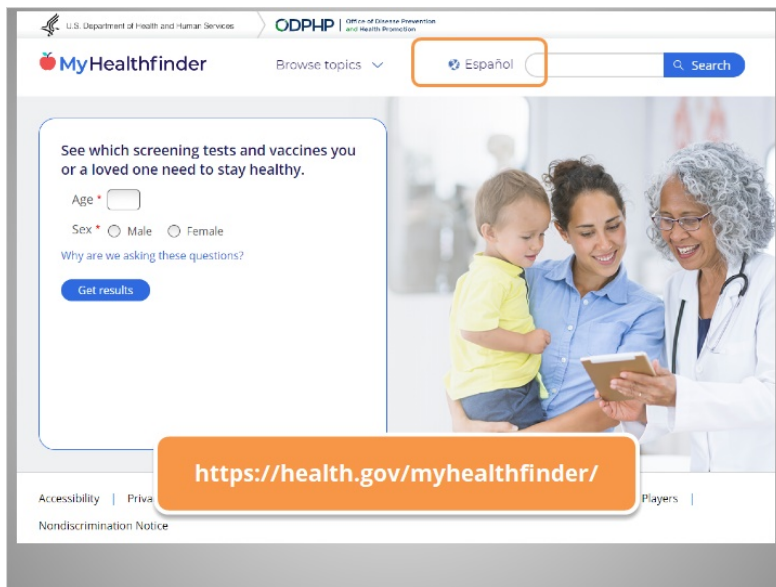 U.S. Department of Health and Human Services
ODPHP | Office of Disease Prevention
and Health Promotion
MyHealthfinder
Browse topics
Español
Search
See which screening tests and vaccines you
or a loved one need to stay healthy.
Age *
Sex * Male Female
Why are we asking these questions?
Get results
https://health.gov/myhealthfinder/
Accessibility | Priva
Players |
Nondiscrimination Notice